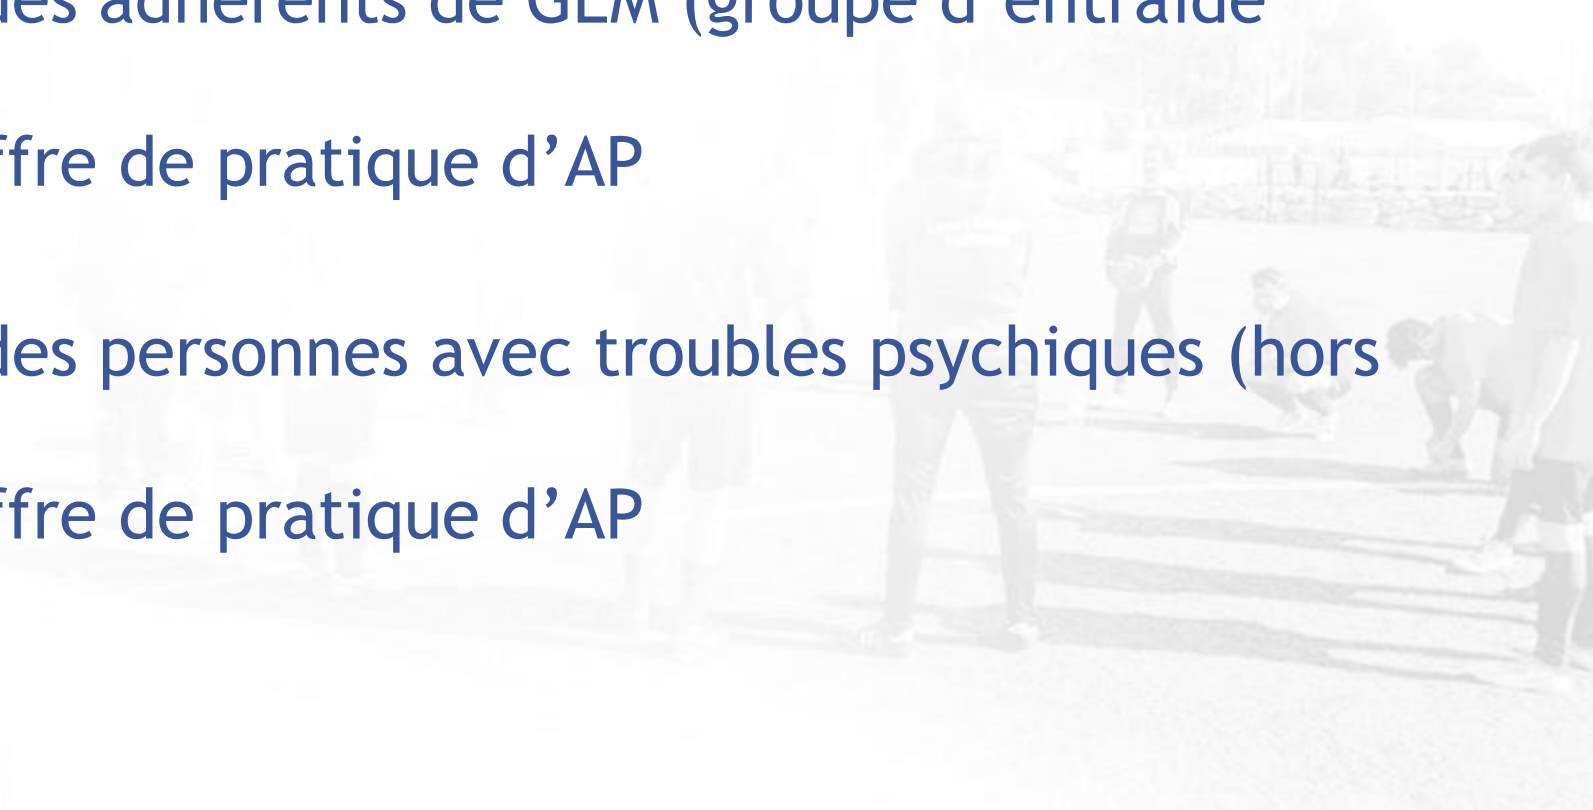 des adhérents de GEM (groupe d’entraide
ffre de pratique d’AP
des personnes avec troubles psychiques (hors
ffre de pratique d’AP